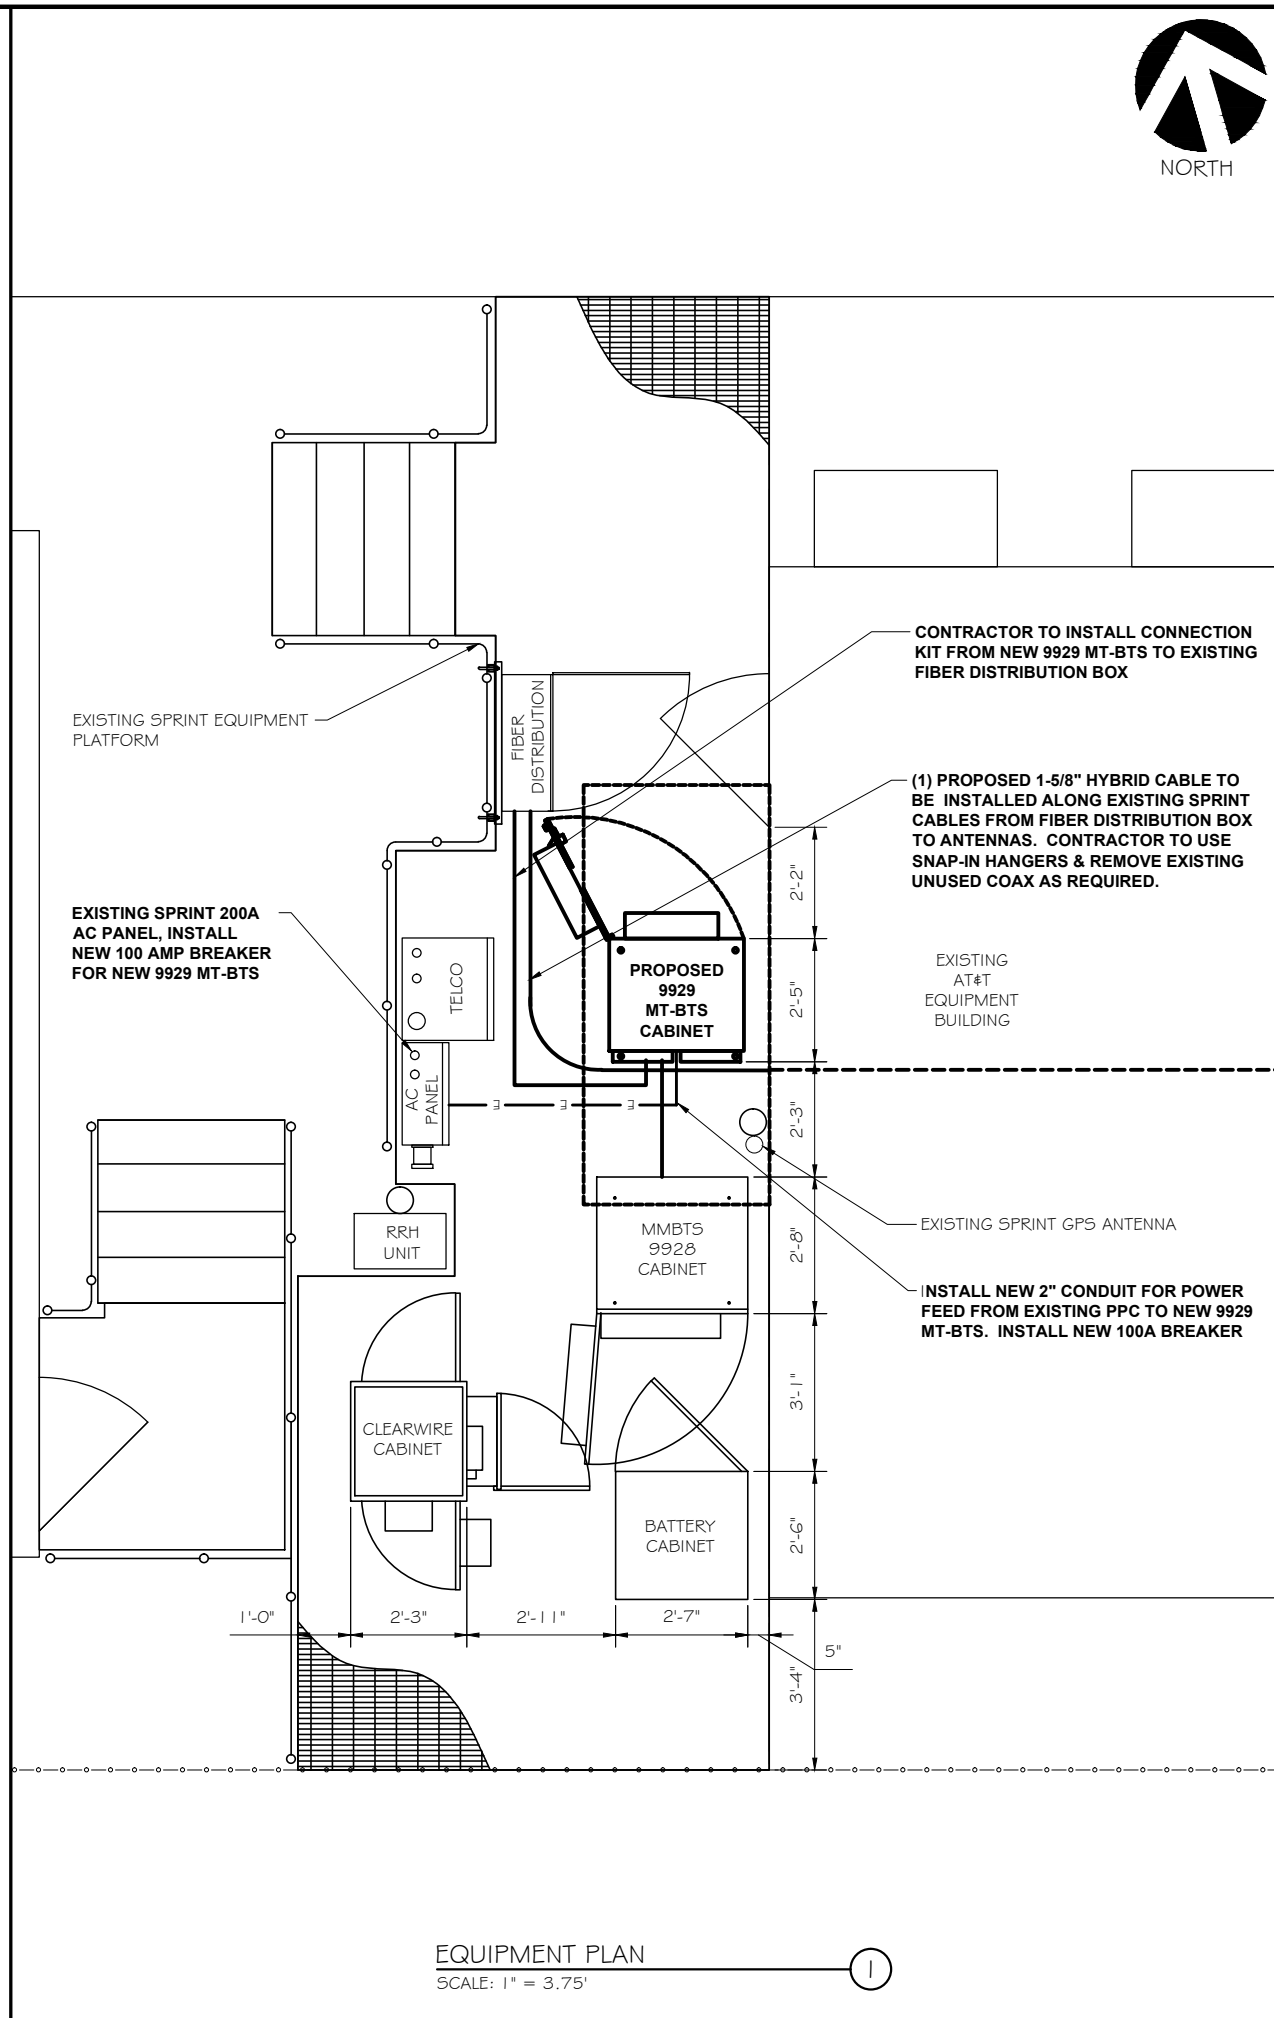 NORTH
CONTRACTOR TO INSTALL CONNECTION
KIT FROM NEW 9929 MT-BTS TO EXISTING
FIBER DISTRIBUTION BOX
EXISTING SPRINT EQUIPMENT
PLATFORM
FIBER
DISTRIBUTION
(1) PROPOSED 1-5/8" HYBRID CABLE TO
BE INSTALLED ALONG EXISTING SPRINT
CABLES FROM FIBER DISTRIBUTION BOX
TO ANTENNAS. CONTRACTOR TO USE
SNAP-IN HANGERS & REMOVE EXISTING
UNUSED COAX AS REQUIRED.
2'-2"
EXISTING SPRINT 200A
AC PANEL, INSTALL
NEW 100 AMP BREAKER
FOR NEW 9929 MT-BTS
TELCO
PROPOSED
9929
MT-BTS
CABINET
2'-5"
EXISTING
AT&T
EQUIPMENT
BUILDING
AC
PANEL
E E E
2'-3"
RRH
UNIT
MMBTS
9928
CABINET
2'-8"
EXISTING SPRINT GPS ANTENNA
INSTALL NEW 2" CONDUIT FOR POWER
FEED FROM EXISTING PPC TO NEW 9929
MT-BTS. INSTALL NEW 100A BREAKER
3'-1"
CLEARWIRE
CABINET
BATTERY
CABINET
2'-6"
1'-0" 2'-3" 2'-11" 2'-7"
5"
3'-4"
EQUIPMENT PLAN
SCALE: 1" = 3.75'
1